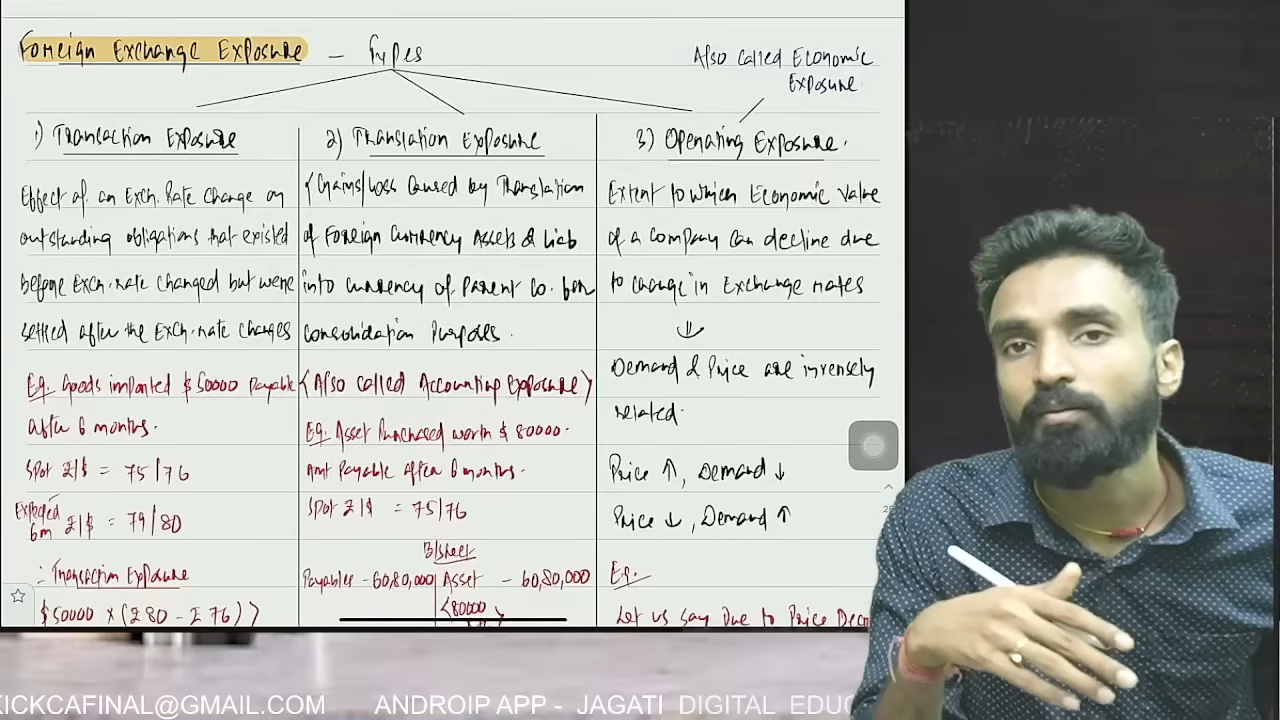 Foreign Exchange Exposure – Types
Also called Economic
Exposure.
1) Transaction Exposure
Effect of an Exch. Rate Change on
outstanding obligations that existed
before Exch. rate changed but were
settled after the Exch. rate changes
Eg. Goods imported $50000 payable
after 6 months.
Spot ₹/$ = 75/76
Expected
6m ₹/$ = 79/80
∴ Transaction Exposure
$50000 × (₹80 – ₹76)
2) Translation Exposure
Gains/Loss caused by Translation
of Foreign Currency Assets & Liab
into currency of Parent Co. for
consolidation Purposes.
(Also called Accounting Exposure)
Eg. Asset Purchased worth $80000.
Amt Payable After 6 months.
Spot ₹/$ = 75/76
B/sheet
Payables – 60,80,000 Asset – 60,80,000
(80000
3) Operating Exposure.
Extent to which Economic value
of a Company can decline due
to change in Exchange rates
⇓
Demand & Price are inversely
related.
Price ↑, Demand ↓
Price ↓, Demand ↑
Eg.
Let us say Due to Price Decr
KICKCAFINAL@GMAIL.COM ANDROIP APP - JAGATI DIGITAL EDUC